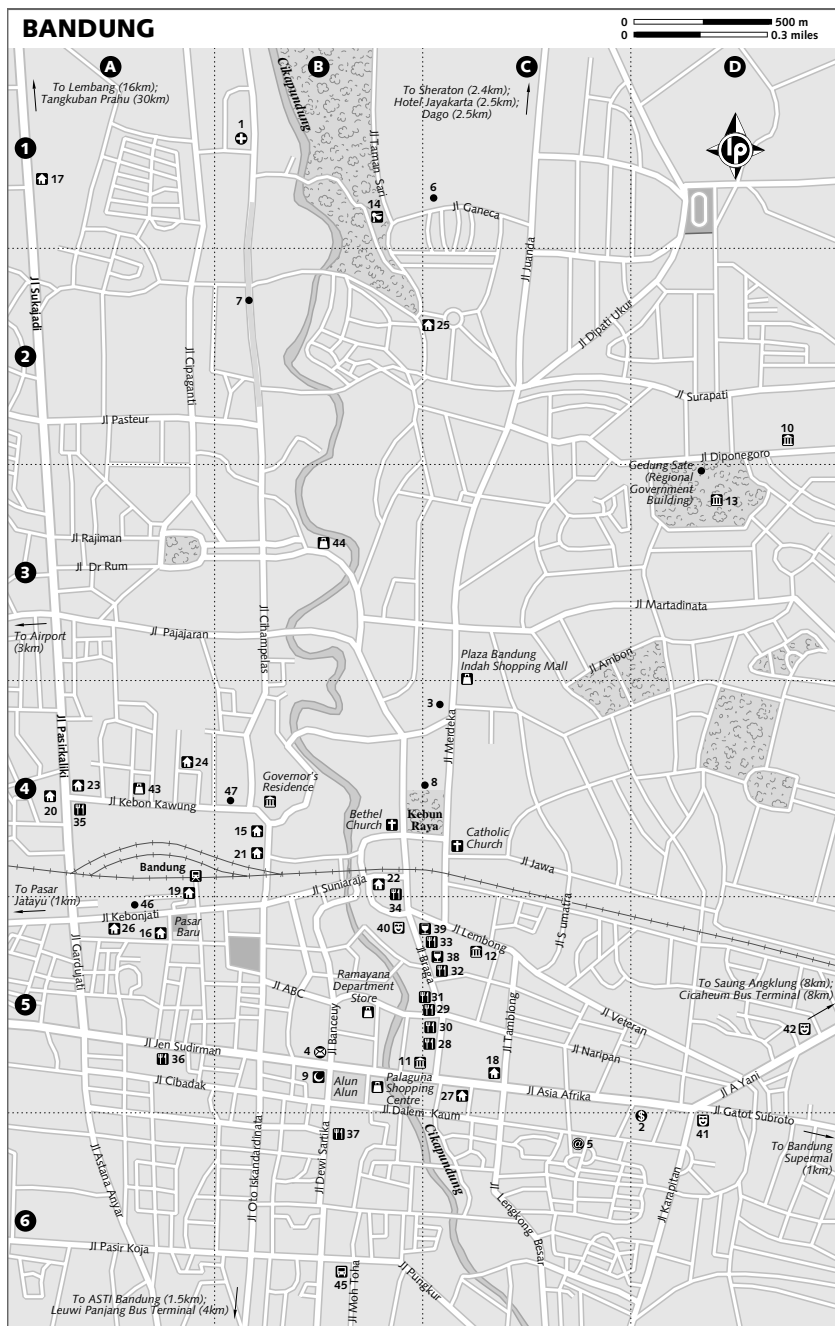 BANDUNG
0 500 m
0 0.3 miles
A
B
C
D
To Lembang (16km);
Tangkuban Prahu (30km)
Cikapundung
To Sheraton (2.4km);
Hotel Jayakarta (2.5km);
Dago (2.5km)
lp
1
1
17
Jl Taman Sari
14
6
Jl Ganeca
Jl Juanda
Jl Sukajadi
7
25
Jl Dipati Ukur
2
Jl Cipaganti
Jl Surapati
Jl Pasteur
10
Jl Diponegoro
Gedung Sate
(Regional
Government
Building)
13
Jl Rajiman
44
3
Jl Dr Rum
Jl Martadinata
To Airport
(3km)
Jl Pajajaran
Jl Cihampelas
Plaza Bandung
Indah Shopping Mall
Jl Ambon
3
Jl Pasirkaliki
Jl Merdeka
24
4
23
43
47
Governor's
Residence
8
20
35
Jl Kebon Kawung
15
Bethel
Church
Kebun
Raya
Catholic
Church
21
Bandung
Jl Jawa
To Pasar
Jatayu (1km)
19
46
Jl Suniaraja
22
34
Jl Kebonjati
26
16
Pasar
Baru
40
39
33
Jl Lembong
38
12
32
Jl Sumatra
Jl Gardujati
Jl Braga
Jl ABC
Ramayana
Department
Store
31
29
To Saung Angklung (8km);
Cicaheum Bus Terminal (8km)
5
Jl Banceuy
30
28
Jl Tamblong
Jl Veteran
42
Jl Jen Sudirman
36
4
11
18
Jl Naripan
Jl Cibadak
9
Alun
Alun
Palaguna
Shopping
Centre
27
Jl Asia Afrika
Jl A Yani
Jl Dalem Kaum
2
Jl Gatot Subroto
41
37
Cikapundung
@ 5
To Bandung
Supermal
(1km)
Jl Astana Anyar
Jl Oto Iskandardinata
Jl Dewi Sartika
Jl Lengkong Besar
Jl Karapitan
6
Jl Pasir Koja
45
Jl Moh Toha
Jl Pungkur
To ASTI Bandung (1.5km);
Leuwi Panjang Bus Terminal (4km)